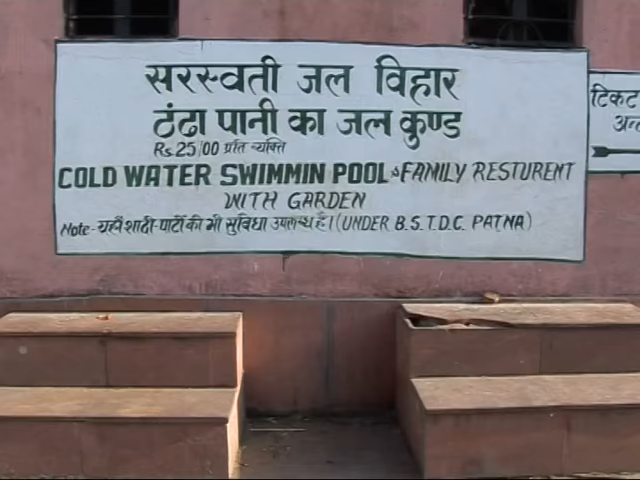 सरस्वती जल विहार
ठंढा पानी का जल कुण्ड
Rs 25/00 प्रति व्यक्ति
COLD WATER SWIMMIN POOL & FAMILY RESTURENT
WITH GARDEN
Note- यहाँ शादी-पार्टी की भी सुविधा उपलब्ध है। (UNDER B.S.T.D.C. PATNA)
टिकट